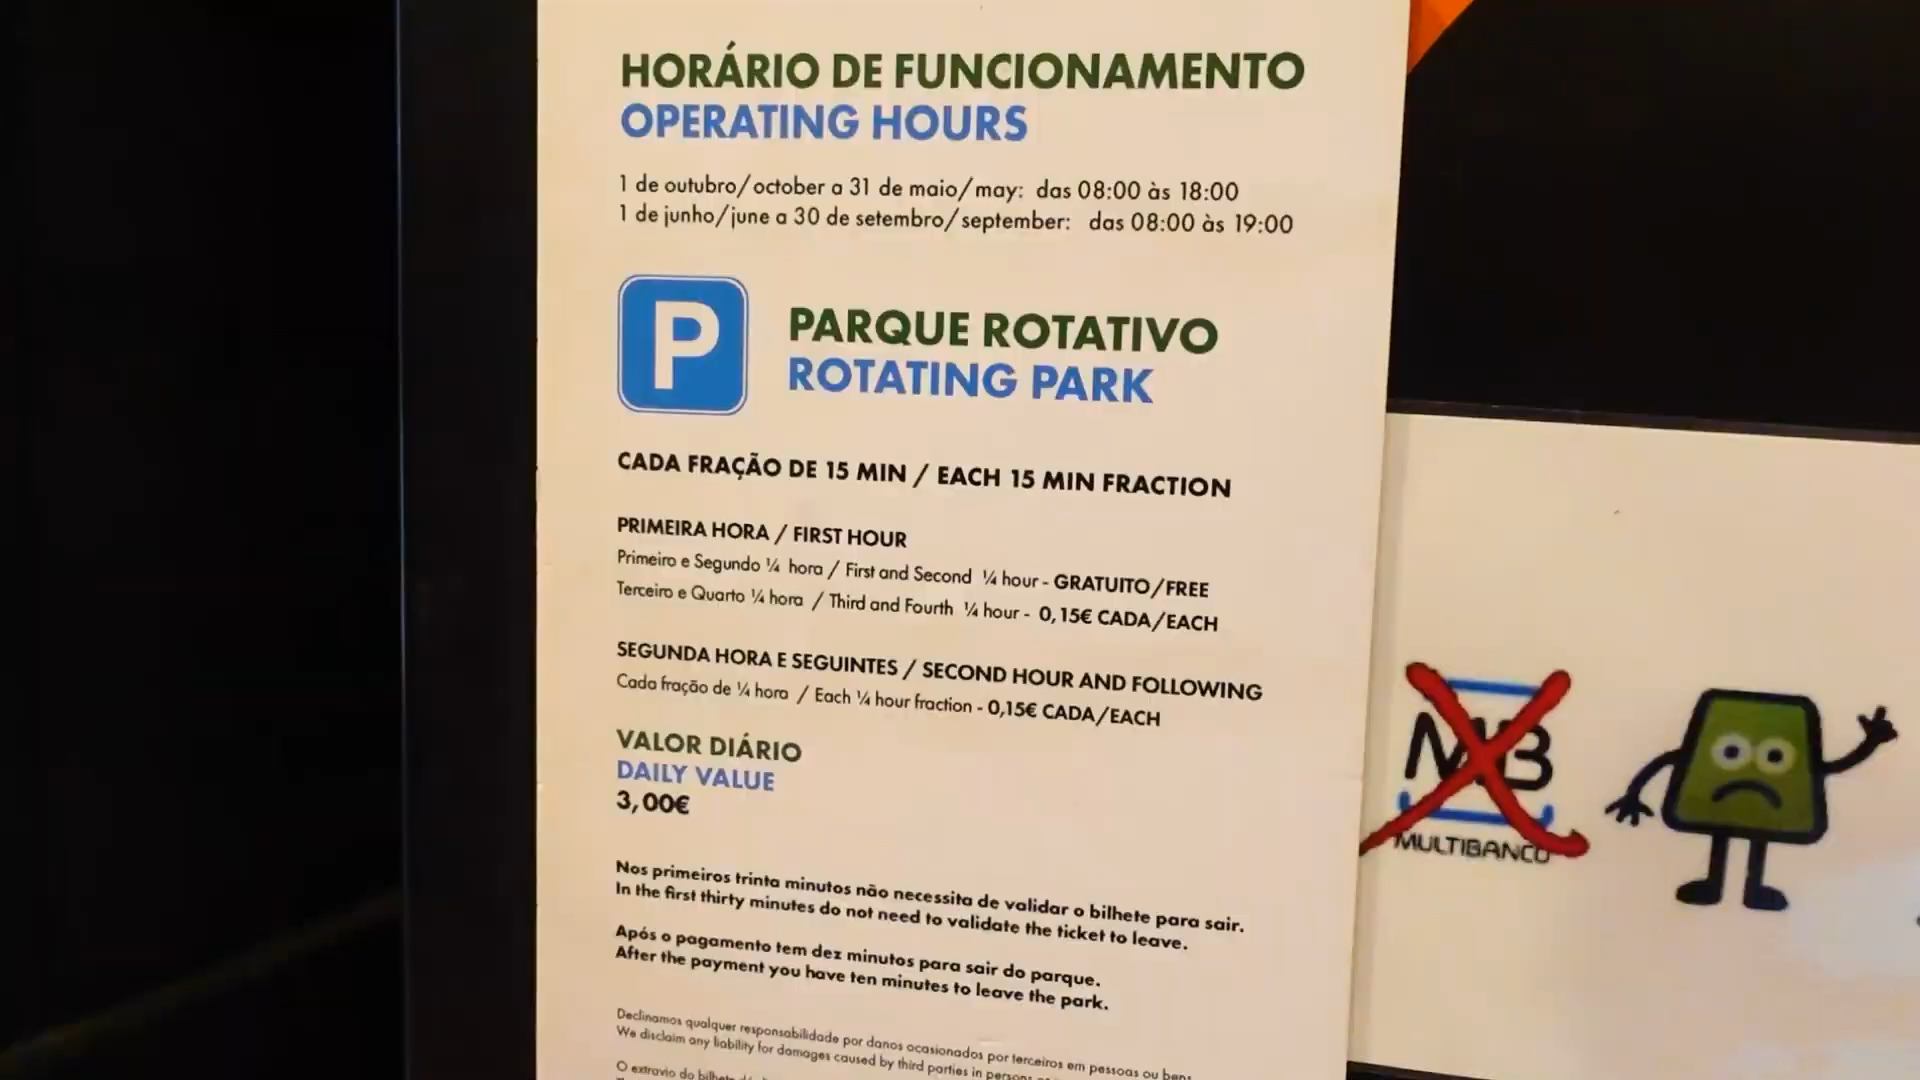 HORÁRIO DE FUNCIONAMENTO
OPERATING HOURS
1 de outubro/october a 31 de maio/may: das 08:00 às 18:00
1 de junho/june a 30 de setembro/september: das 08:00 às 19:00
P
PARQUE ROTATIVO
ROTATING PARK
CADA FRAÇÃO DE 15 MIN / EACH 15 MIN FRACTION
PRIMEIRA HORA / FIRST HOUR
Primeiro e Segundo ¼ hora / First and Second ¼ hour - GRATUITO/FREE
Terceiro e Quarto ¼ hora / Third and Fourth ¼ hour - 0,15€ CADA/EACH
SEGUNDA HORA E SEGUINTES / SECOND HOUR AND FOLLOWING
Cada fração de ¼ hora / Each ¼ hour fraction - 0,15€ CADA/EACH
VALOR DIÁRIO
DAILY VALUE
3,00€
Nos primeiros trinta minutos não necessita de validar o bilhete para sair.
In the first thirty minutes do not need to validate the ticket to leave.
Após o pagamento tem dez minutos para sair do parque.
After the payment you have ten minutes to leave the park.
Declinamos qualquer responsabilidade por danos ocasionados por terceiros em pessoas ou bens
We disclaim any liability for damages caused by third parties in persons
O extravio do bilhete
MB
MULTIBANCO